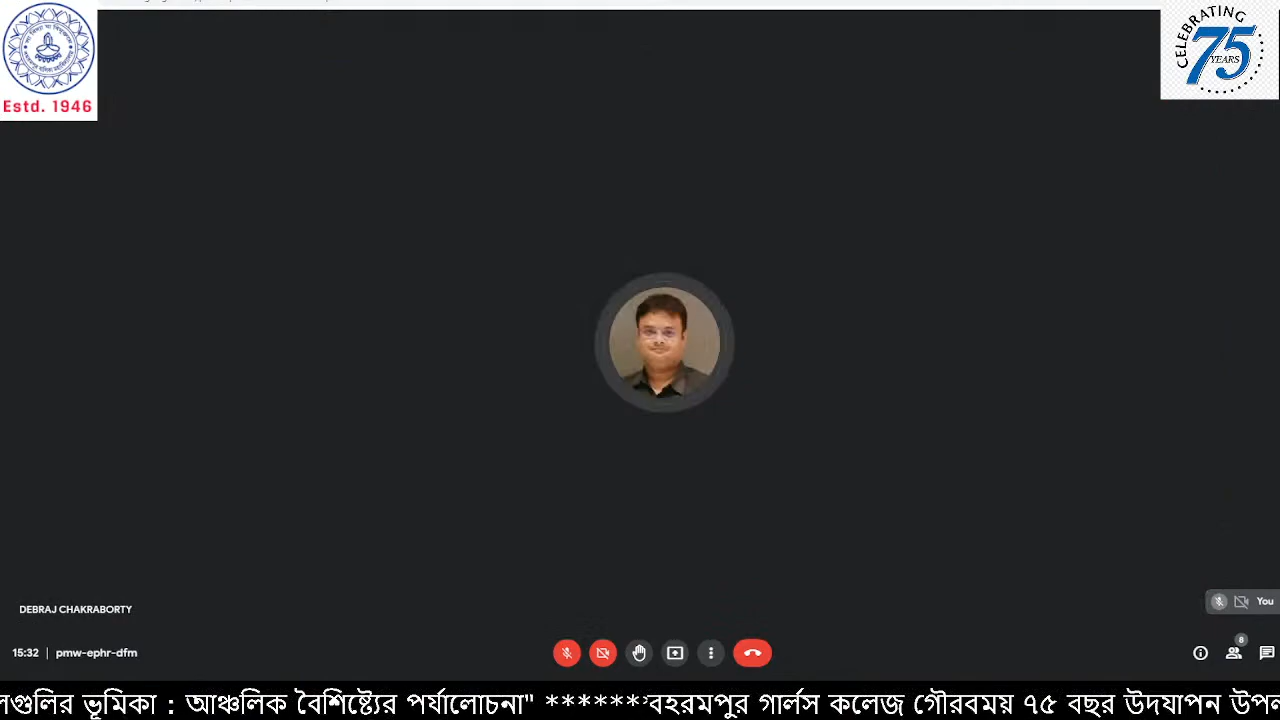 CELEBRATING
75
YEARS
Estd. 1946
DEBRAJ CHAKRABORTY
You
15:32 | pmw-ephr-dfm
8
ভূমিকা : আঞ্চলিক বৈশিষ্ট্যের পর্যালোচনা" ******বহরমপুর গার্লস কলেজ গৌরবময় ৭৫ বছর উদযাপন